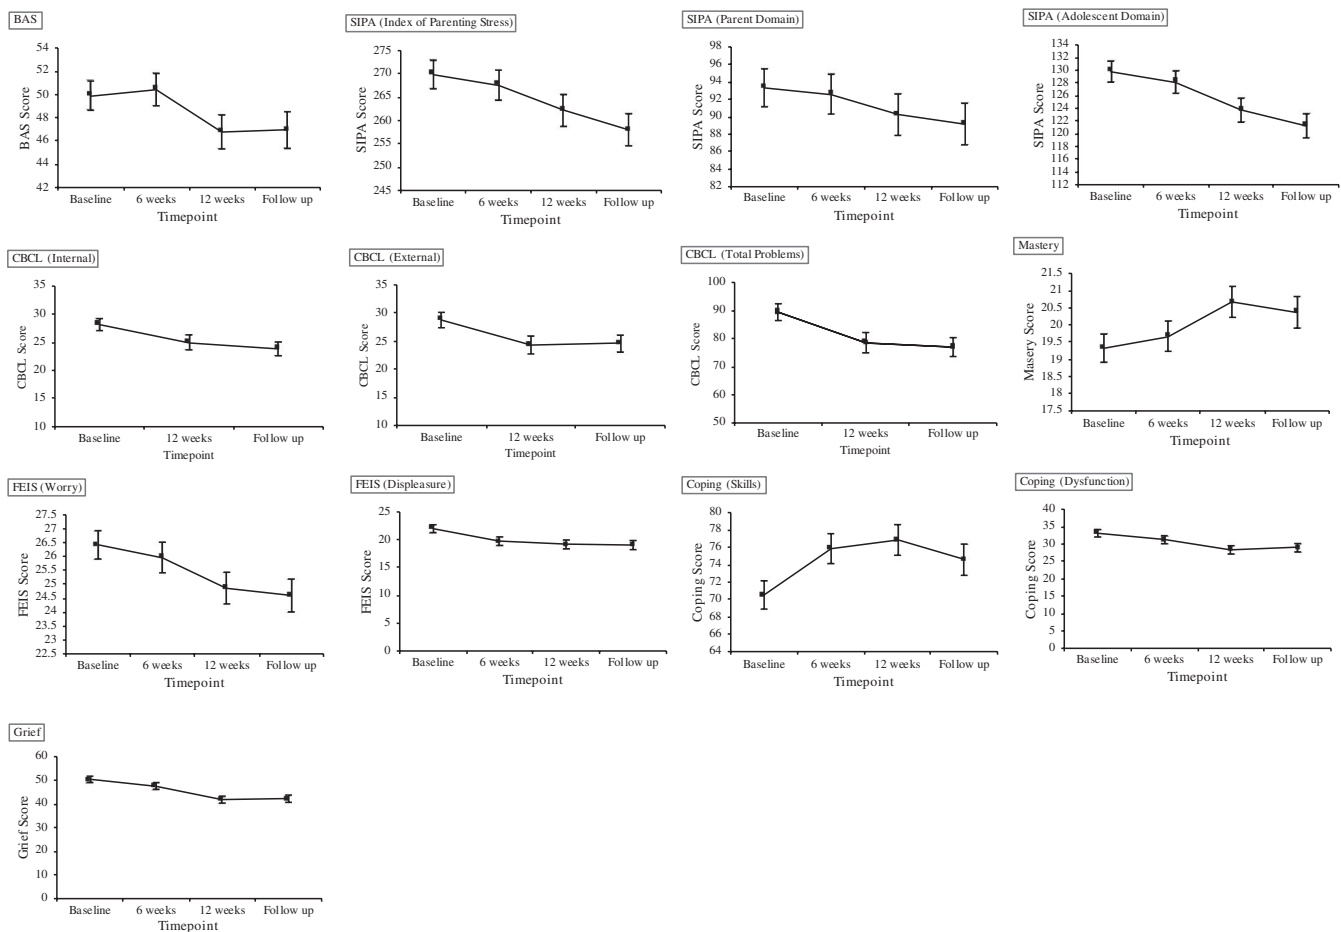 BAS
54
52
50
48
46
44
42
BAS Score
Baseline 6 weeks 12 weeks Follow up
Timepoint
SIPA (Index of Parenting Stress)
275
270
265
260
255
250
245
SIPA Score
Baseline 6 weeks 12 weeks Follow up
Timepoint
SIPA (Parent Domain)
98
96
94
92
90
88
86
84
82
SIPA Score
Baseline 6 weeks 12 weeks Follow up
Timepoint
SIPA (Adolescent Domain)
134
132
130
128
126
124
122
120
118
116
114
112
SIPA Score
Baseline 6 weeks 12 weeks Follow up
Timepoint
CBCL (Internal)
35
30
25
20
15
10
CBCL Score
Baseline 12 weeks Follow up
Timepoint
CBCL (External)
35
30
25
20
15
10
CBCL Score
Baseline 12 weeks Follow up
Timepoint
CBCL (Total Problems)
100
90
80
70
60
50
CBCL Score
Baseline 12 weeks Follow up
Timepoint
Mastery
21.5
21
20.5
20
19.5
19
18.5
18
17.5
Masery Score
Baseline 6 weeks 12 weeks Follow up
Timepoint
FEIS (Worry)
27.5
27
26.5
26
25.5
25
24.5
24
23.5
23
22.5
FEIS Score
Baseline 6 weeks 12 weeks Follow up
Timepoint
FEIS (Displeasure)
25
20
15
10
5
0
FEIS Score
Baseline 6 weeks 12 weeks Follow up
Timepoint
Coping (Skills)
80
78
76
74
72
70
68
66
64
Coping Score
Baseline 6 weeks 12 weeks Follow up
Timepoint
Coping (Dysfunction)
40
35
30
25
20
15
10
5
0
Coping Score
Baseline 6 weeks 12 weeks Follow up
Timepoint
Grief
60
50
40
30
20
10
0
Grief Score
Baseline 6 weeks 12 weeks Follow up
Timepoint